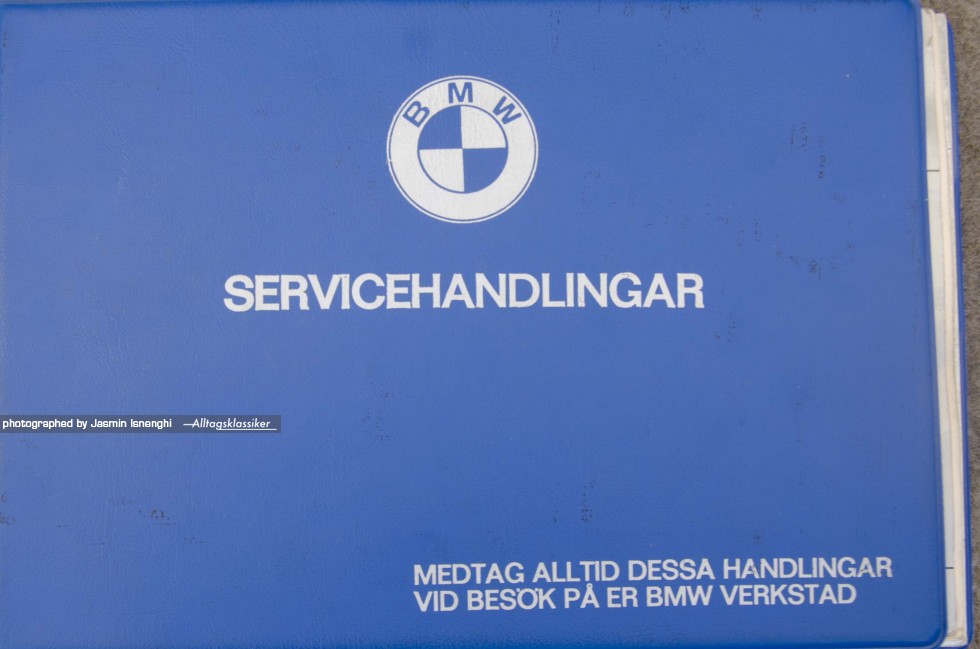 BMW
SERVICEHANDLINGAR
photographed by Jasmin Isnenghi —Alltagsklassiker
MEDTAG ALLTID DESSA HANDLINGAR
VID BESÖK PÅ ER BMW VERKSTAD